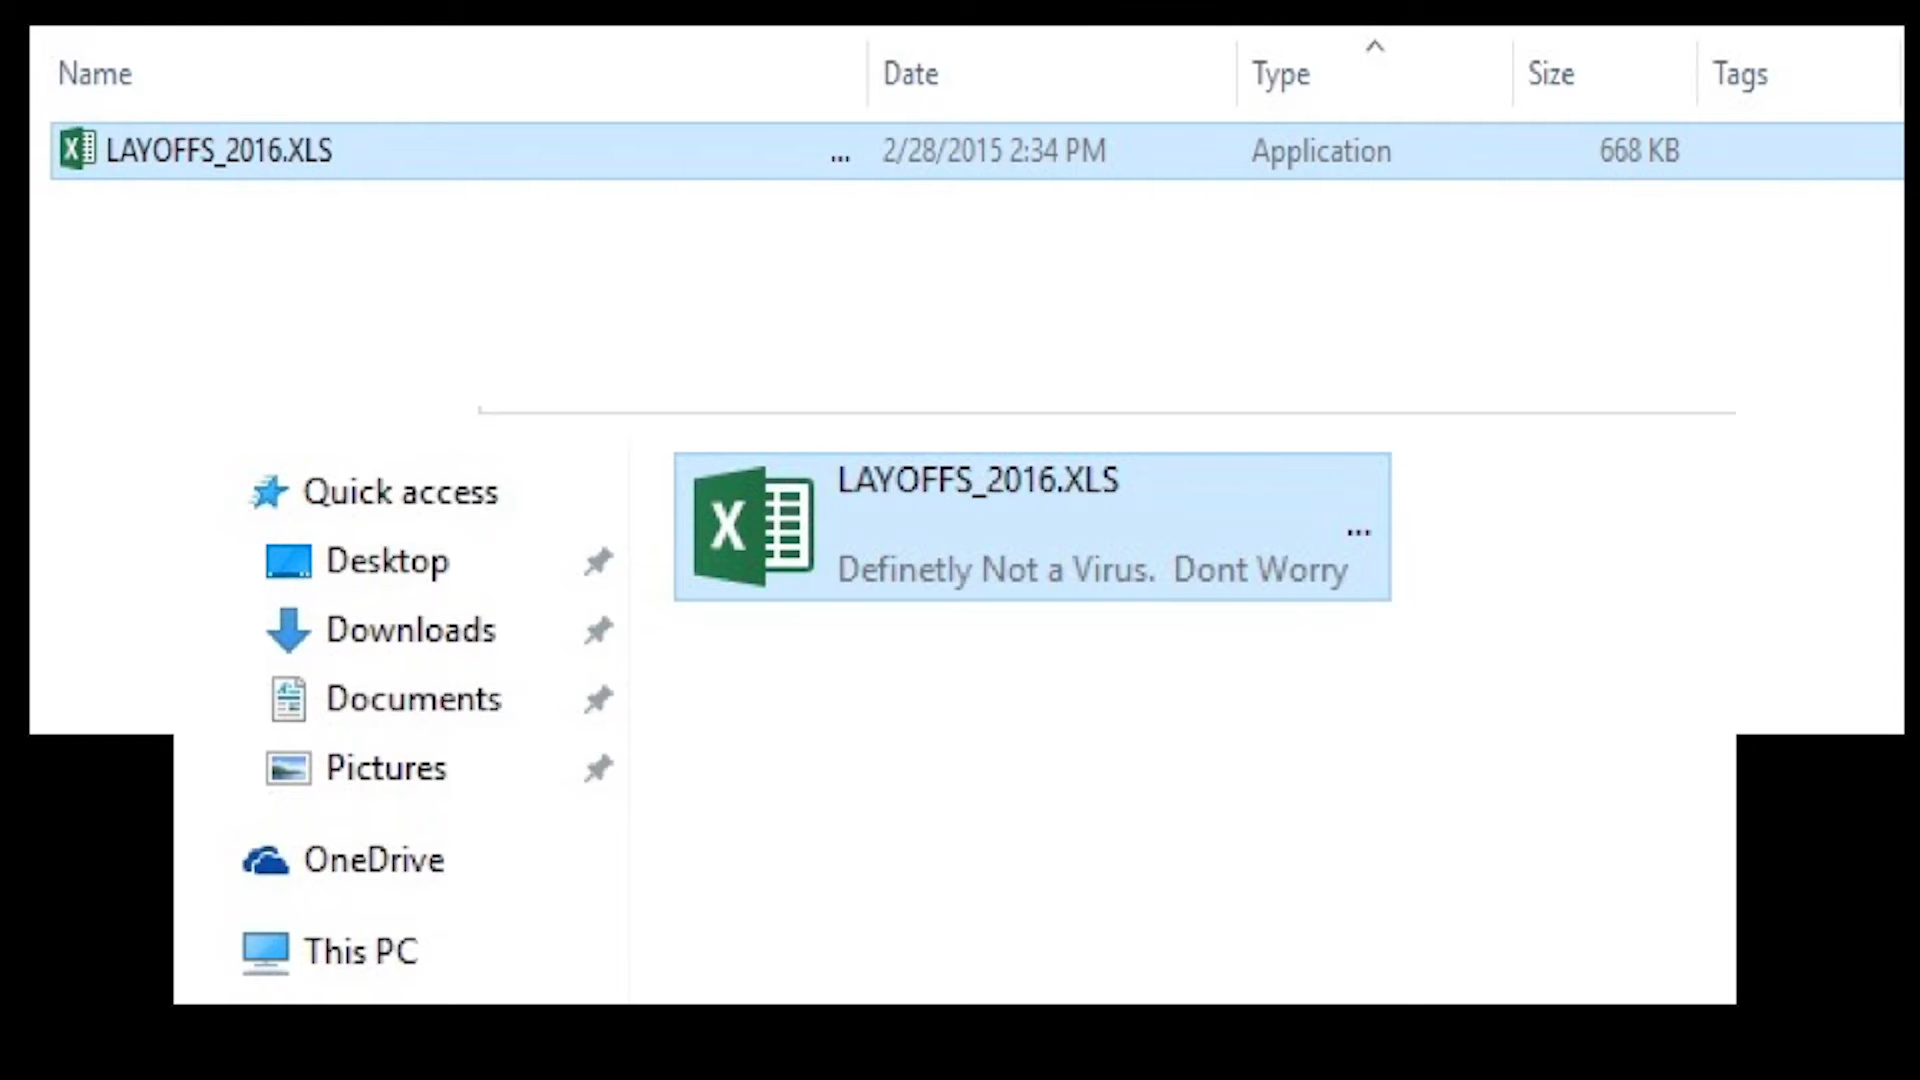 Name Date Type Size Tags
LAYOFFS_2016.XLS ... 2/28/2015 2:34 PM Application 668 KB
Quick access
Desktop
Downloads
Documents
Pictures
OneDrive
This PC
LAYOFFS_2016.XLS
...
Definetly Not a Virus. Dont Worry